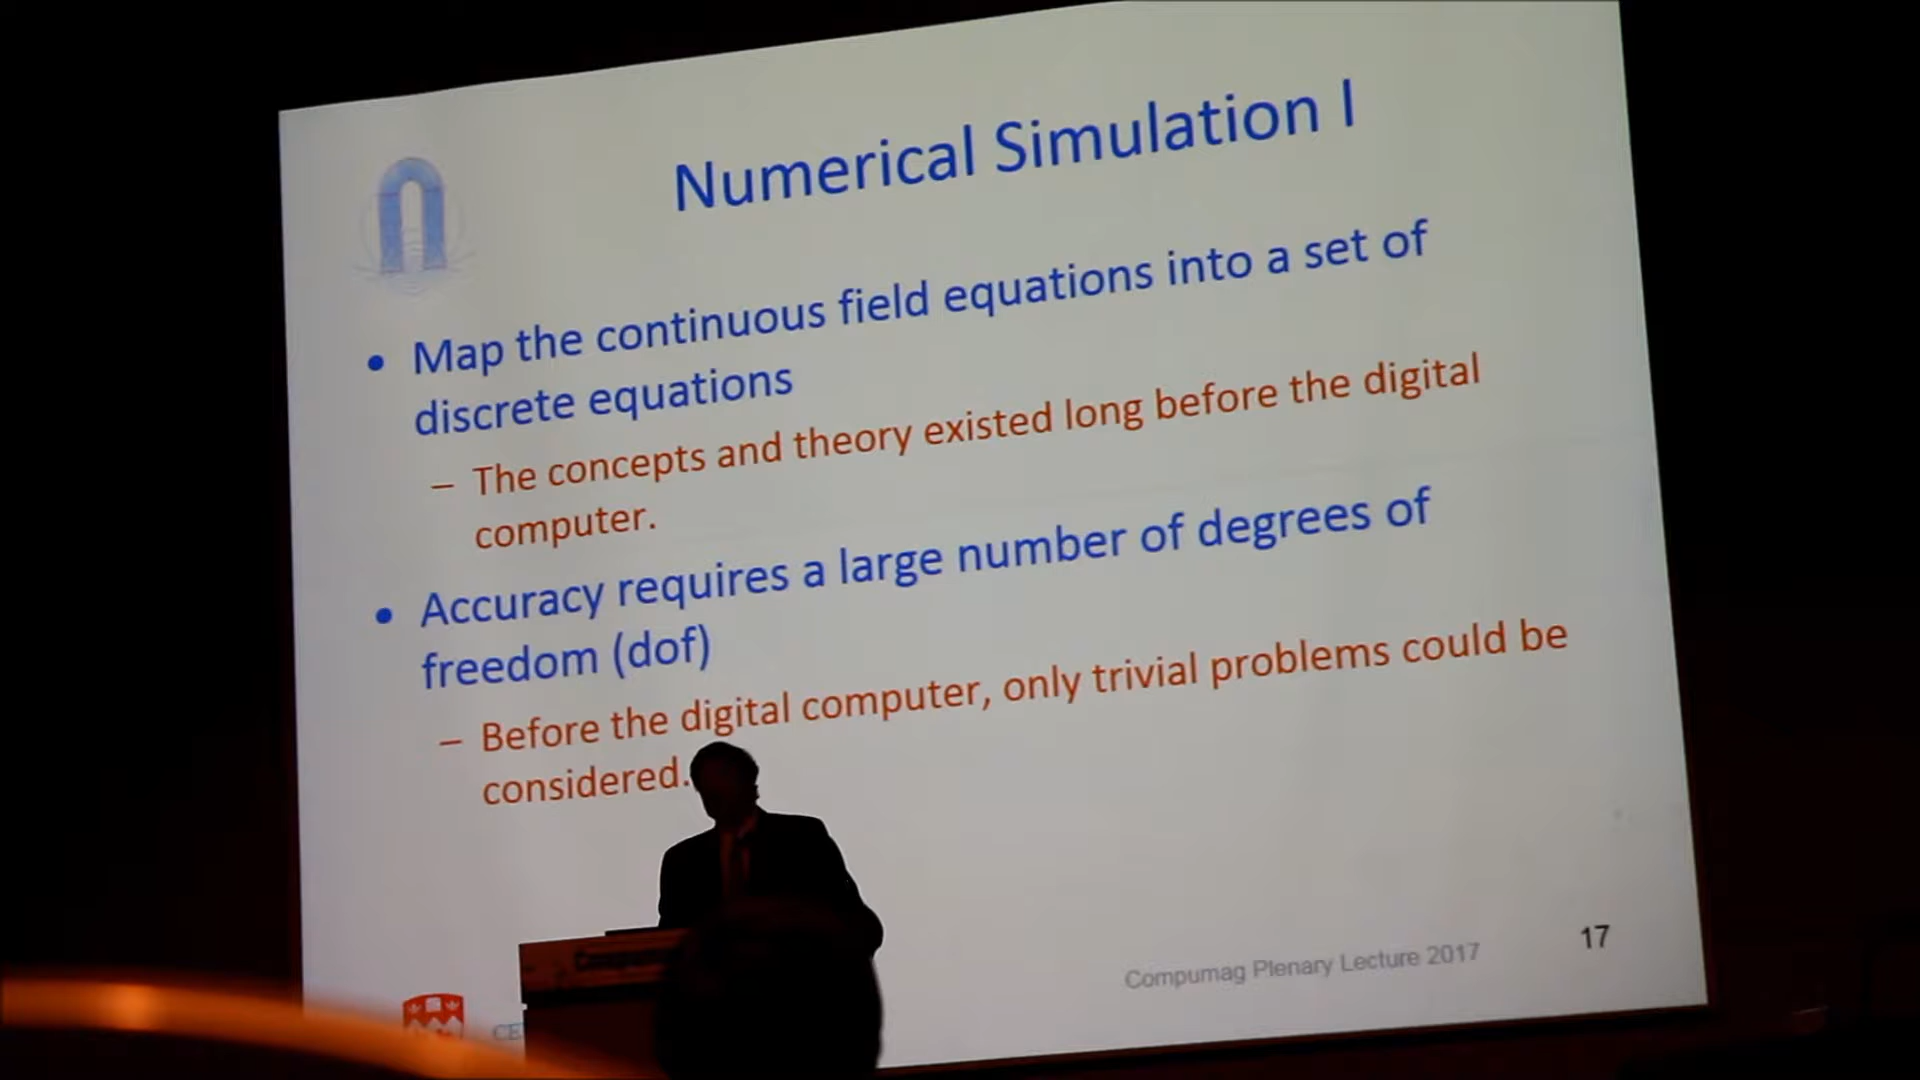 Numerical Simulation I
• Map the continuous field equations into a set of
discrete equations
– The concepts and theory existed long before the digital
computer.
• Accuracy requires a large number of degrees of
freedom (dof)
– Before the digital computer, only trivial problems could be
considered.
Compumag Plenary Lecture 2017
17